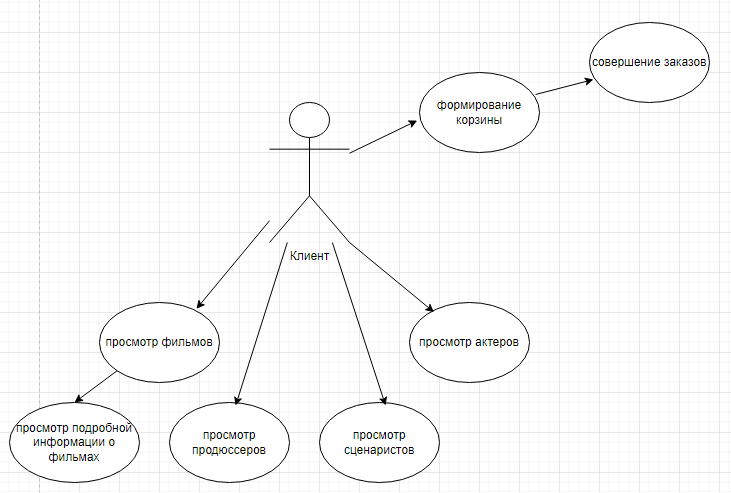 совершение заказов
формирование
корзины
Клиент
просмотр фильмов
просмотр актеров
просмотр подробной
информации о
фильмах
просмотр
продюссеров
просмотр
сценаристов